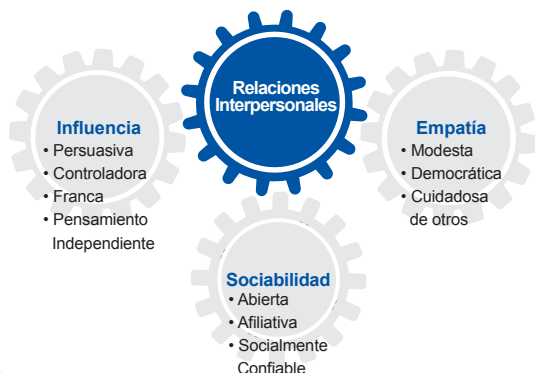 Relaciones
Interpersonales
Influencia
• Persuasiva
• Controladora
• Franca
• Pensamiento
Independiente
Empatía
• Modesta
• Democrática
• Cuidadosa
de otros
Sociabilidad
• Abierta
• Afiliativa
• Socialmente
Confiable